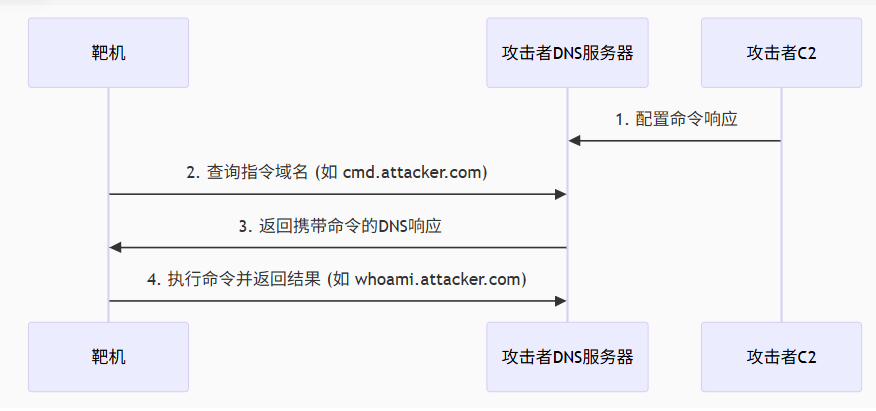 靶机
攻击者DNS服务器
攻击者C2
1. 配置命令响应
2. 查询指令域名 (如 cmd.attacker.com)
3. 返回携带命令的DNS响应
4. 执行命令并返回结果 (如 whoami.attacker.com)
靶机
攻击者DNS服务器
攻击者C2